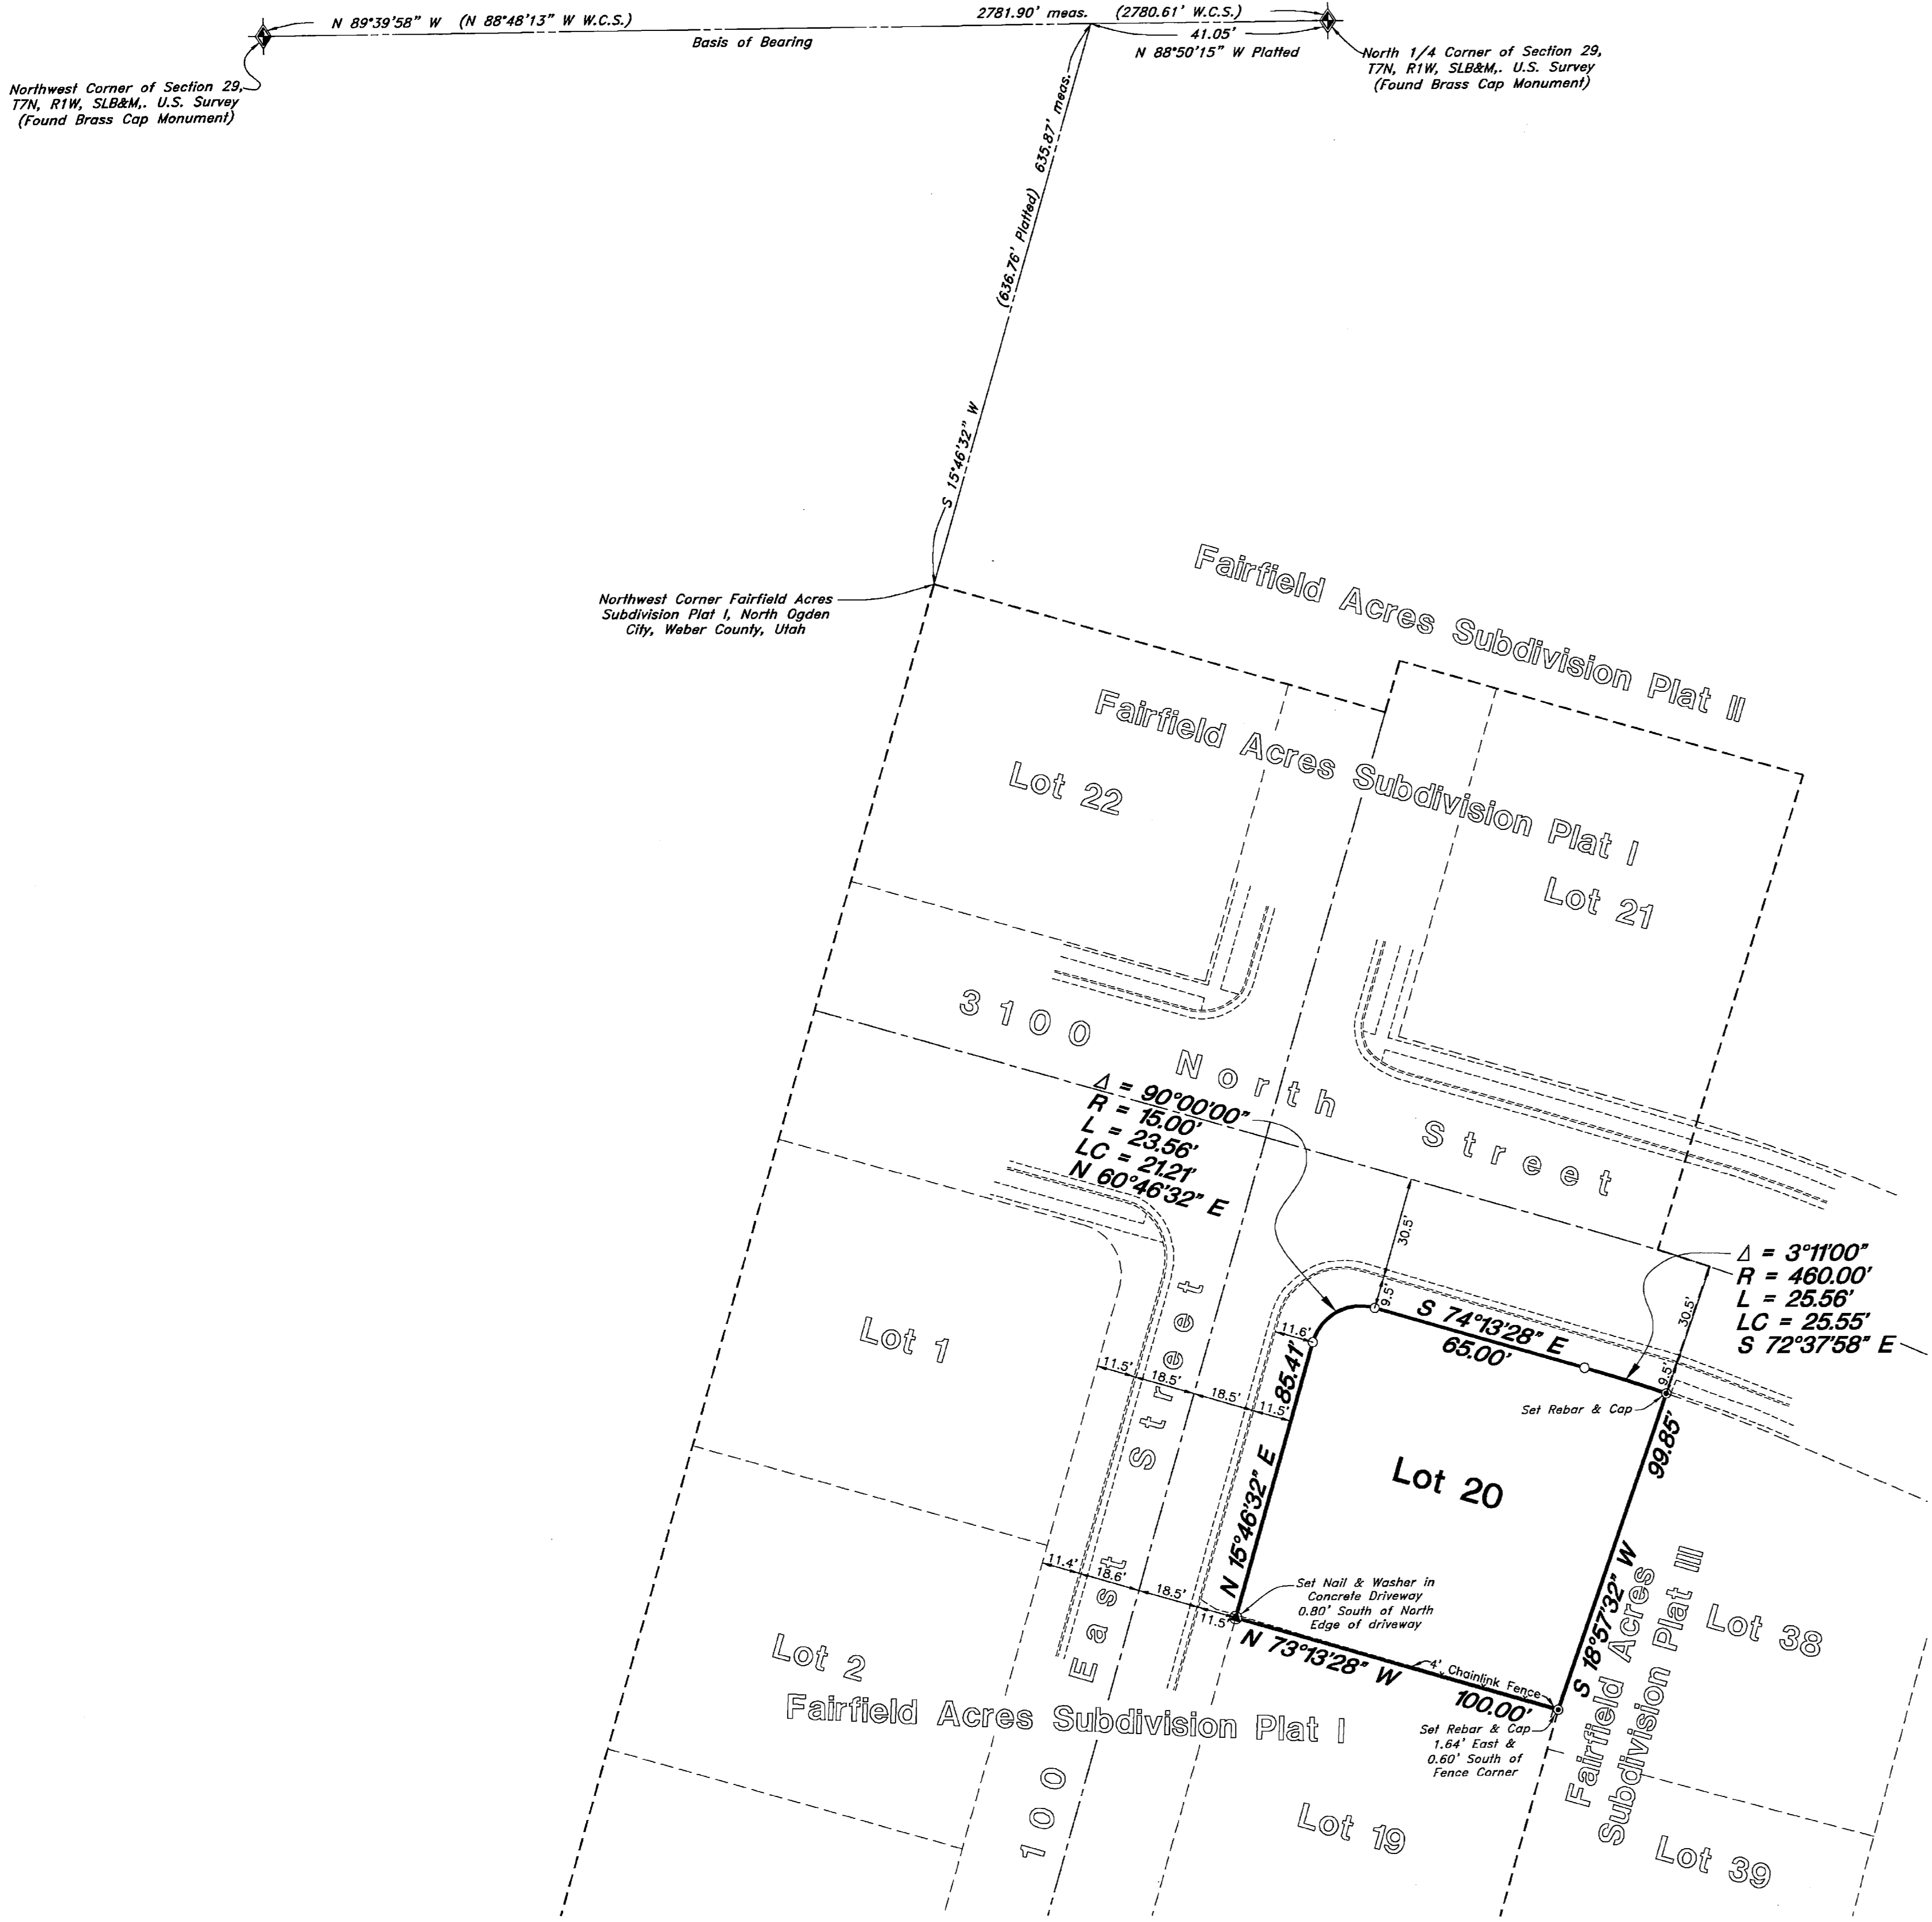 N 89°39'58" W (N 88°48'13" W W.C.S.)
2781.90' meas. (2780.61' W.C.S.)
Basis of Bearing
41.05'
N 88°50'15" W Platted
Northwest Corner of Section 29,
T7N, R1W, SLB&M,. U.S. Survey
(Found Brass Cap Monument)
North 1/4 Corner of Section 29,
T7N, R1W, SLB&M,. U.S. Survey
(Found Brass Cap Monument)
S 15°46'32" W
(636.76' Platted) 635.87' meas.
Northwest Corner Fairfield Acres
Subdivision Plat I, North Ogden
City, Weber County, Utah
Fairfield Acres Subdivision Plat II
Fairfield Acres Subdivision Plat I
Lot 22
Lot 21
3100 North Street
Δ = 90°00'00"
R = 15.00'
L = 23.56'
LC = 21.21'
N 60°46'32" E
30.5'
9.5'
Δ = 3°11'00"
R = 460.00'
L = 25.56'
LC = 25.55'
S 72°37'58" E
30.5'
9.5'
S 74°13'28" E
65.00'
Set Rebar & Cap
11.6'
Lot 1
11.5'
18.5'
18.5'
11.5'
N 15°46'32" E 85.41'
Lot 20
S 18°57'32" W 99.85'
100 East Street
11.4'
18.6'
18.5'
11.5'
Set Nail & Washer in
Concrete Driveway
0.80' South of North
Edge of driveway
N 73°13'28" W
100.00'
4' Chainlink Fence
Set Rebar & Cap
1.64' East &
0.60' South of
Fence Corner
Fairfield Acres
Subdivision Plat III
Lot 38
Lot 2
Fairfield Acres Subdivision Plat I
Lot 19
Lot 39